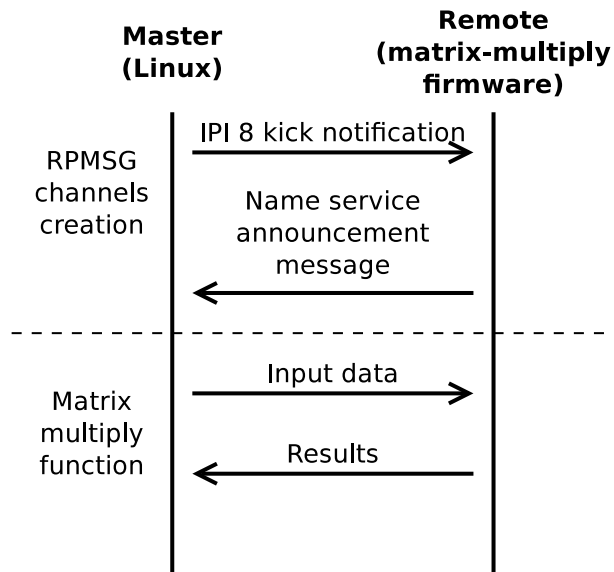 Master
(Linux)
Remote
(matrix-multiply
firmware)
IPI 8 kick notification
RPMSG
channels
creation
Name service
announcement
message
Input data
Matrix
multiply
function
Results